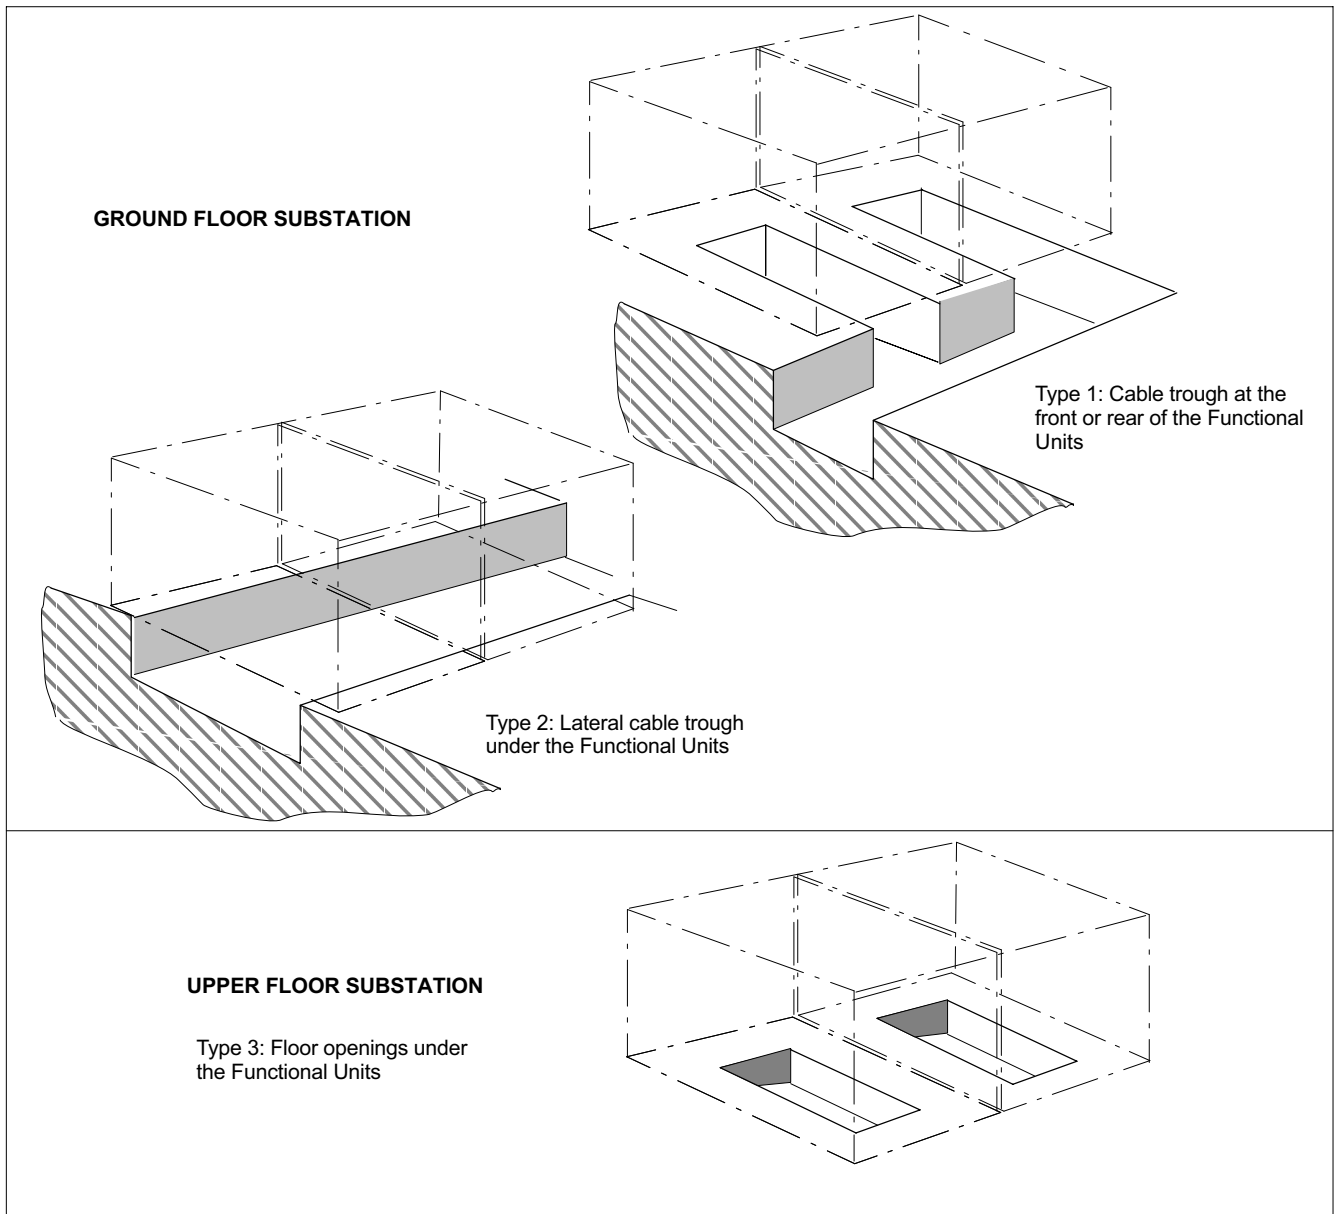 GROUND FLOOR SUBSTATION
Type 1: Cable trough at the
front or rear of the Functional
Units
Type 2: Lateral cable trough
under the Functional Units
UPPER FLOOR SUBSTATION
Type 3: Floor openings under
the Functional Units